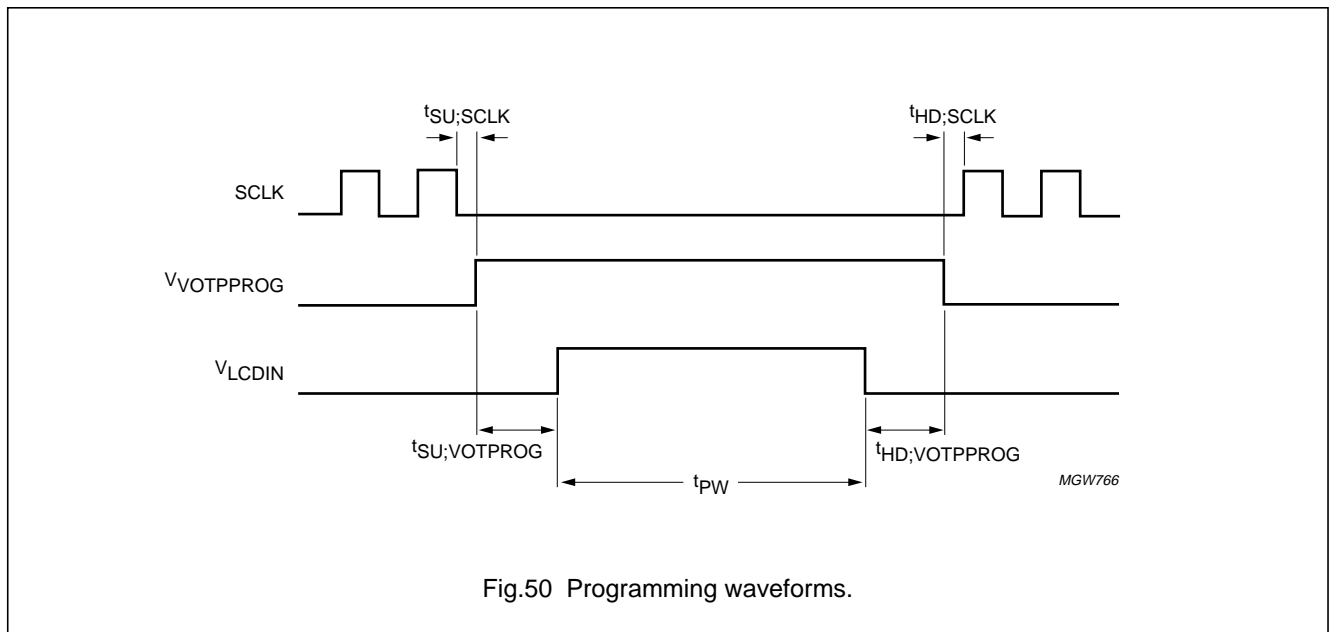 tSU;SCLK
tHD;SCLK
SCLK
VVOTPPROG
VLCDIN
tSU;VOTPROG
tHD;VOTPPROG
tPW
MGW766
Fig.50 Programming waveforms.